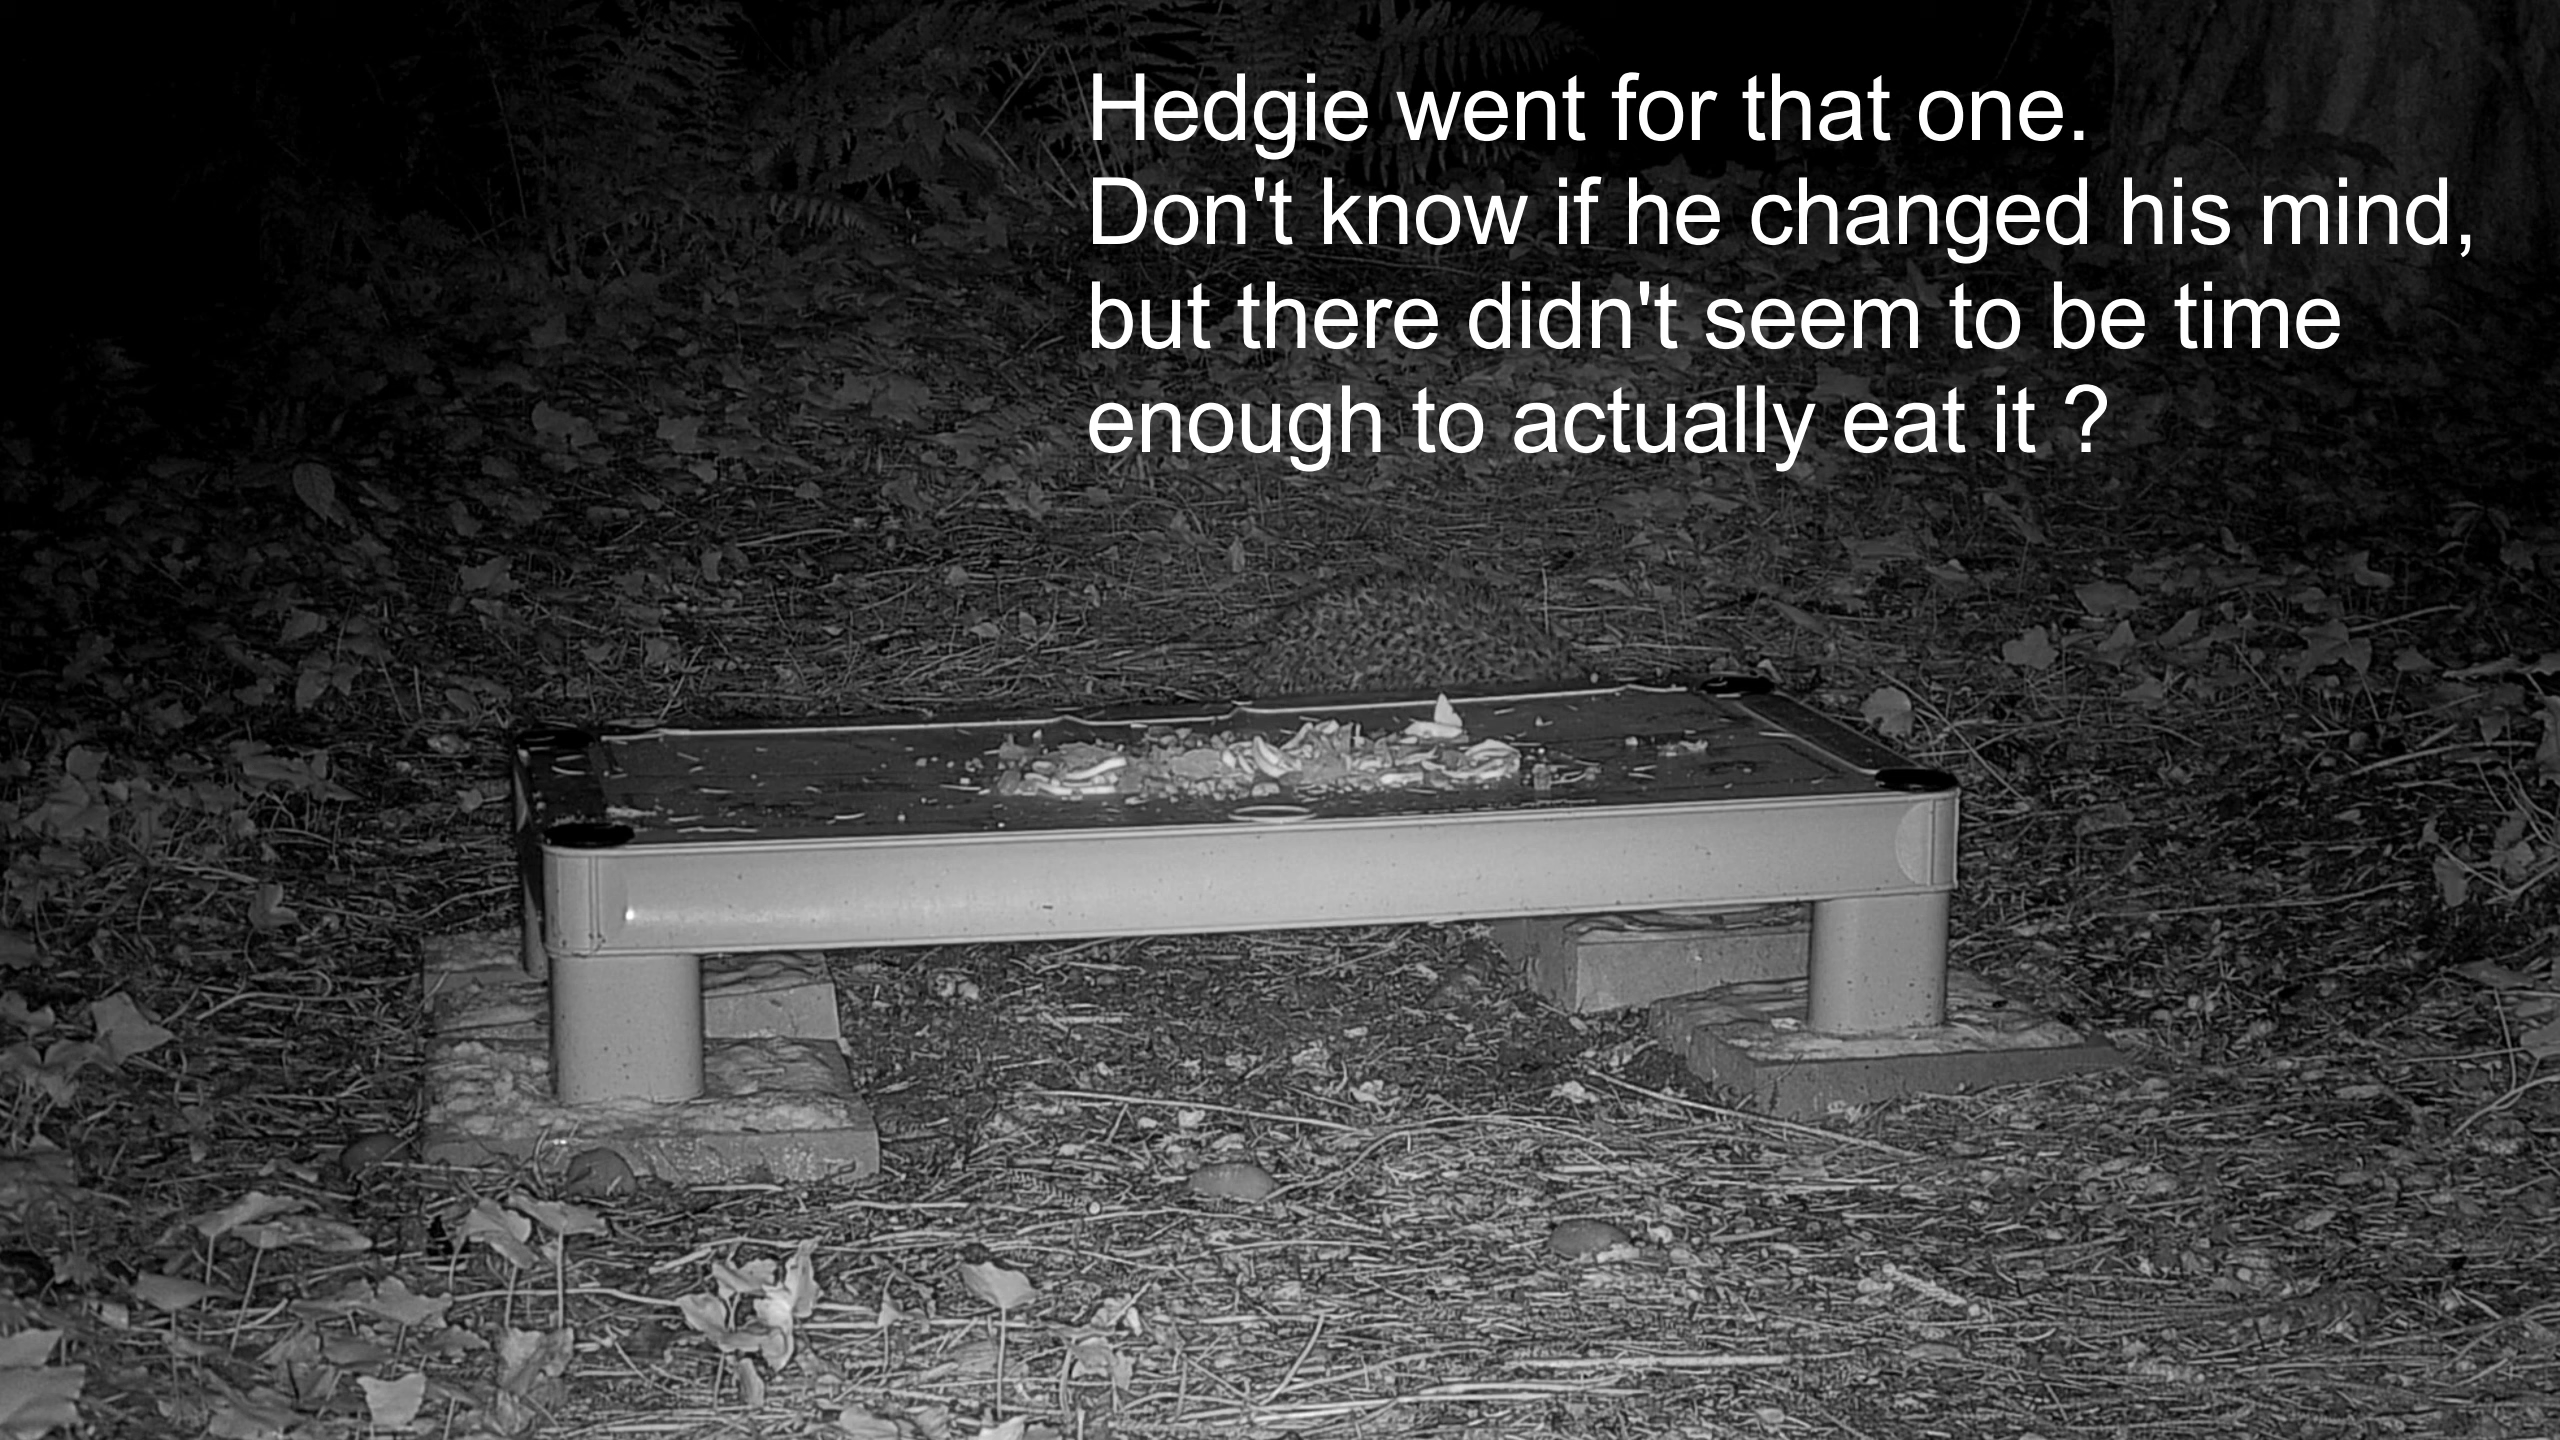 Hedgie went for that one.
Don't know if he changed his mind,
but there didn't seem to be time
enough to actually eat it ?